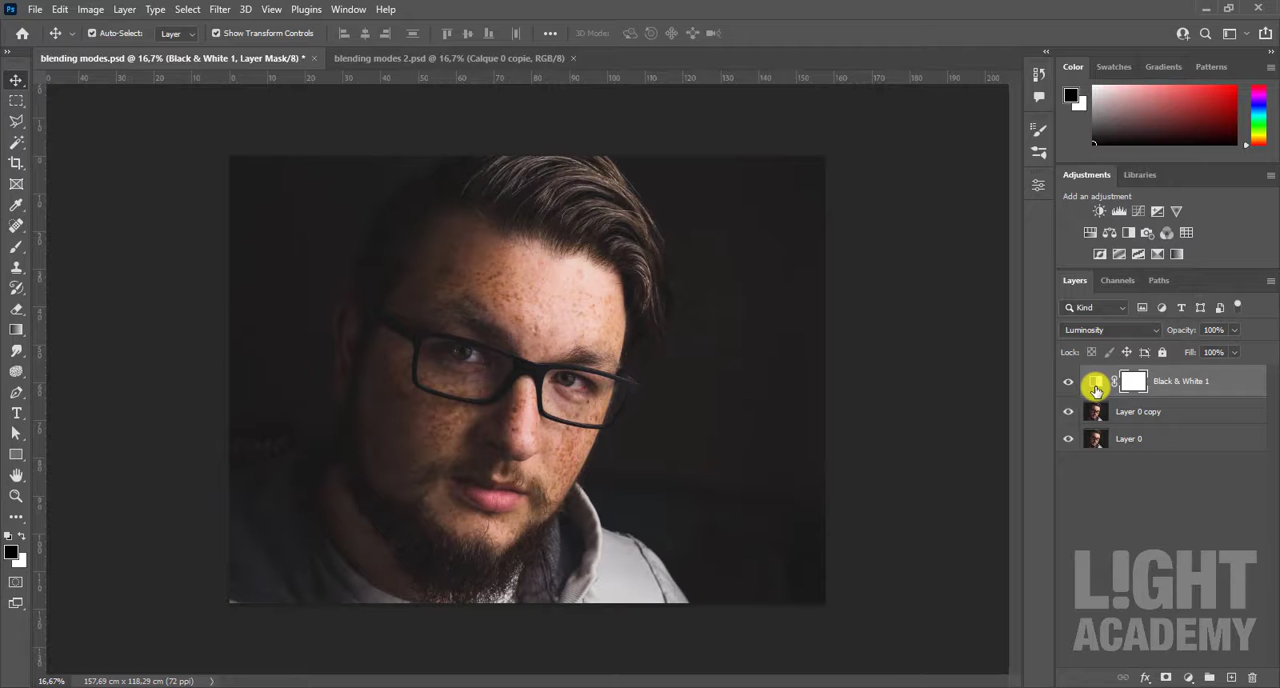 Ps File Edit Image Layer Type Select Filter 3D View Plugins Window Help
Auto-Select: Layer Show Transform Controls 3D Mode:
blending modes.psd @ 16,7% (Black & White 1, Layer Mask/8) * × blending modes 2.psd @ 16,7% (Calque 0 copie, RGB/8) ×
Color Swatches Gradients Patterns
Adjustments Libraries
Add an adjustment
Layers Channels Paths
Kind
Luminosity Opacity: 100%
Lock: Fill: 100%
Black & White 1
Layer 0 copy
Layer 0
L!GHT
ACADEMY
16,67% 157,69 cm x 118,29 cm (72 ppi)